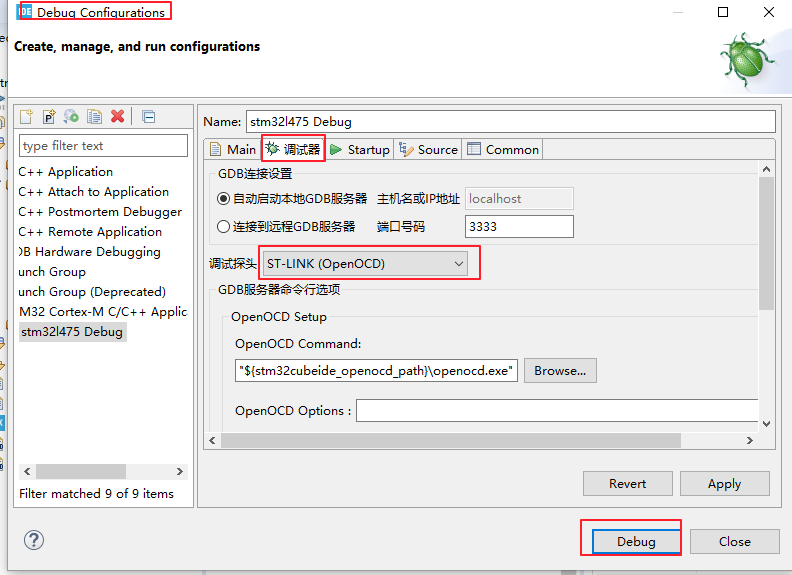 IDE Debug Configurations
Create, manage, and run configurations
type filter text
C++ Application
C++ Attach to Application
C++ Postmortem Debugger
C++ Remote Application
DB Hardware Debugging
unch Group
unch Group (Deprecated)
M32 Cortex-M C/C++ Applic
stm32l475 Debug
Filter matched 9 of 9 items
Name: stm32l475 Debug
Main 调试器 Startup Source Common
GDB连接设置
自动启动本地GDB服务器 主机名或IP地址 localhost
连接到远程GDB服务器 端口号码 3333
调试探头 ST-LINK (OpenOCD)
GDB服务器命令行选项
OpenOCD Setup
OpenOCD Command:
"${stm32cubeide_openocd_path}\openocd.exe" Browse...
OpenOCD Options :
Revert Apply
? Debug Close